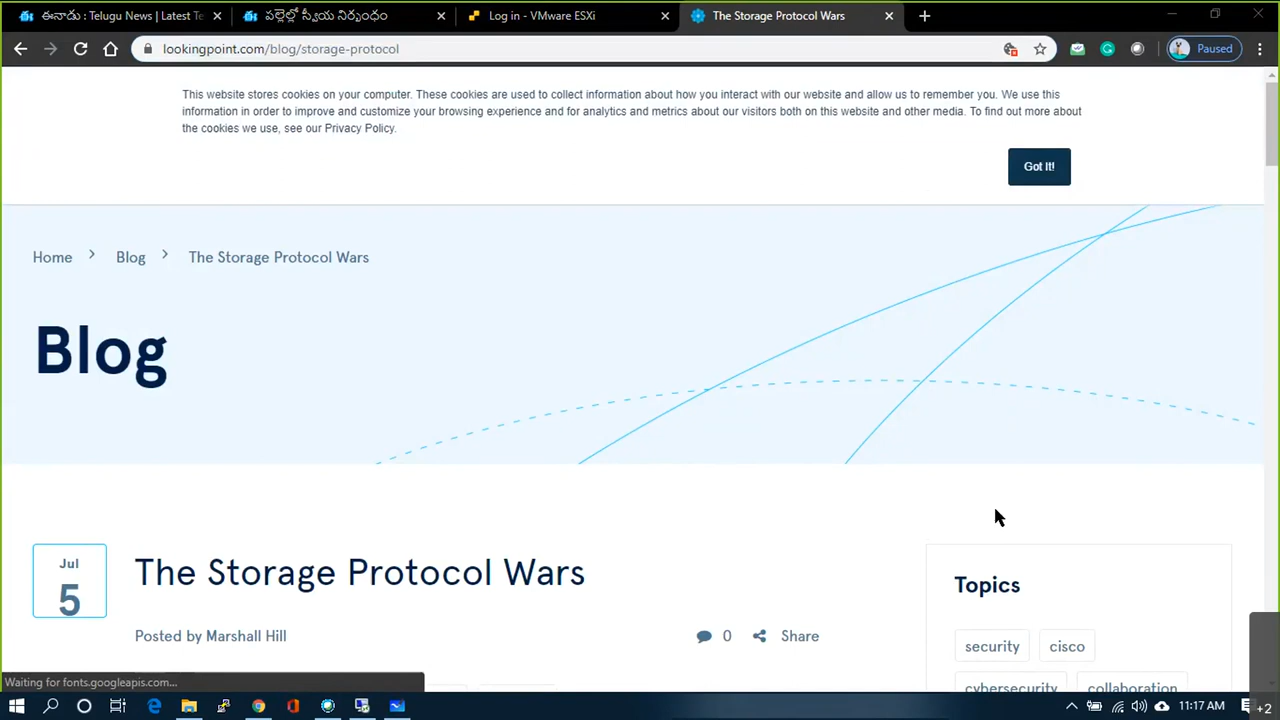 ఈనాడు : Telugu News | Latest Te
పల్లెల్లో స్వీయ నిర్బంధం
Log in - VMware ESXi
The Storage Protocol Wars
lookingpoint.com/blog/storage-protocol
Paused
This website stores cookies on your computer. These cookies are used to collect information about how you interact with our website and allow us to remember you. We use this
information in order to improve and customize your browsing experience and for analytics and metrics about our visitors both on this website and other media. To find out more about
the cookies we use, see our Privacy Policy.
Got It!
Home > Blog > The Storage Protocol Wars
Blog
Jul
5
The Storage Protocol Wars
Posted by Marshall Hill
0
Share
Topics
security
cisco
cybersecurity
collaboration
Waiting for fonts.googleapis.com...
11:17 AM
+2